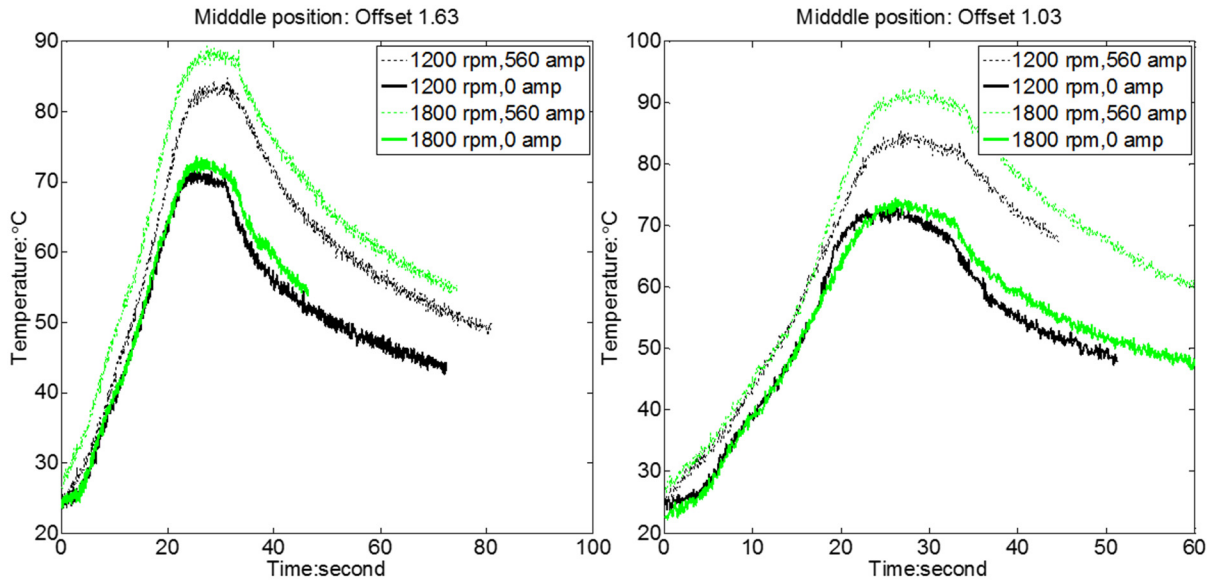 Midddle position: Offset 1.63
90
80
70
60
50
40
30
20
0
20
40
60
80
100
Temperature:°C
Time:second
1200 rpm,560 amp
1200 rpm,0 amp
1800 rpm,560 amp
1800 rpm,0 amp
Midddle position: Offset 1.03
100
90
80
70
60
50
40
30
20
0
10
20
30
40
50
60
Temperature:°C
Time:second
1200 rpm,560 amp
1200 rpm,0 amp
1800 rpm,560 amp
1800 rpm,0 amp